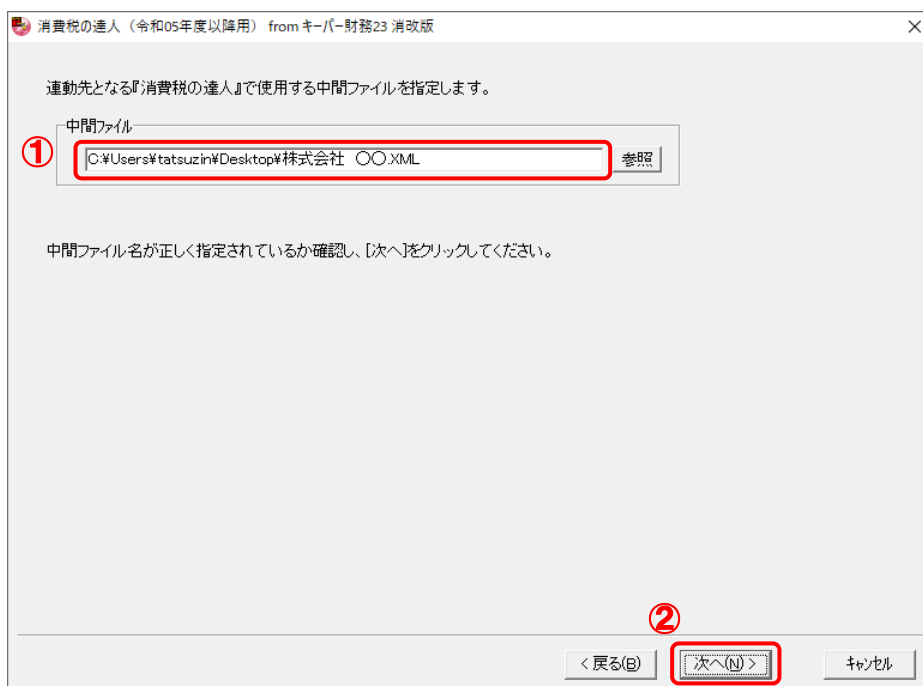 消費税の達人（令和05年度以降用） from キーパー財務23 消改版
連動先となる『消費税の達人』で使用する中間ファイルを指定します。
中間ファイル
①
C:¥Users¥tatsuzin¥Desktop¥株式会社　〇〇.XML
参照
中間ファイル名が正しく指定されているか確認し、[次へ]をクリックしてください。
②
< 戻る(B)
次へ(N) >
キャンセル